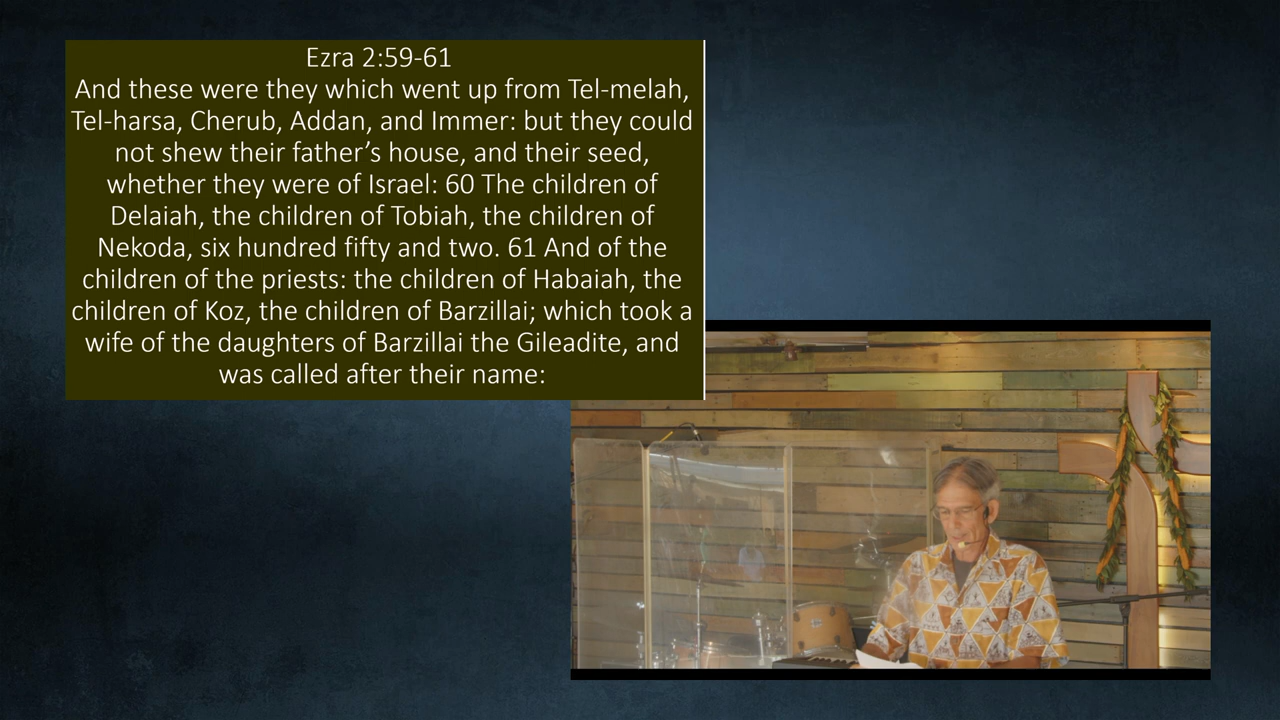 Ezra 2:59-61
And these were they which went up from Tel-melah,
Tel-harsa, Cherub, Addan, and Immer: but they could
not shew their father’s house, and their seed,
whether they were of Israel: 60 The children of
Delaiah, the children of Tobiah, the children of
Nekoda, six hundred fifty and two. 61 And of the
children of the priests: the children of Habaiah, the
children of Koz, the children of Barzillai; which took a
wife of the daughters of Barzillai the Gileadite, and
was called after their name: